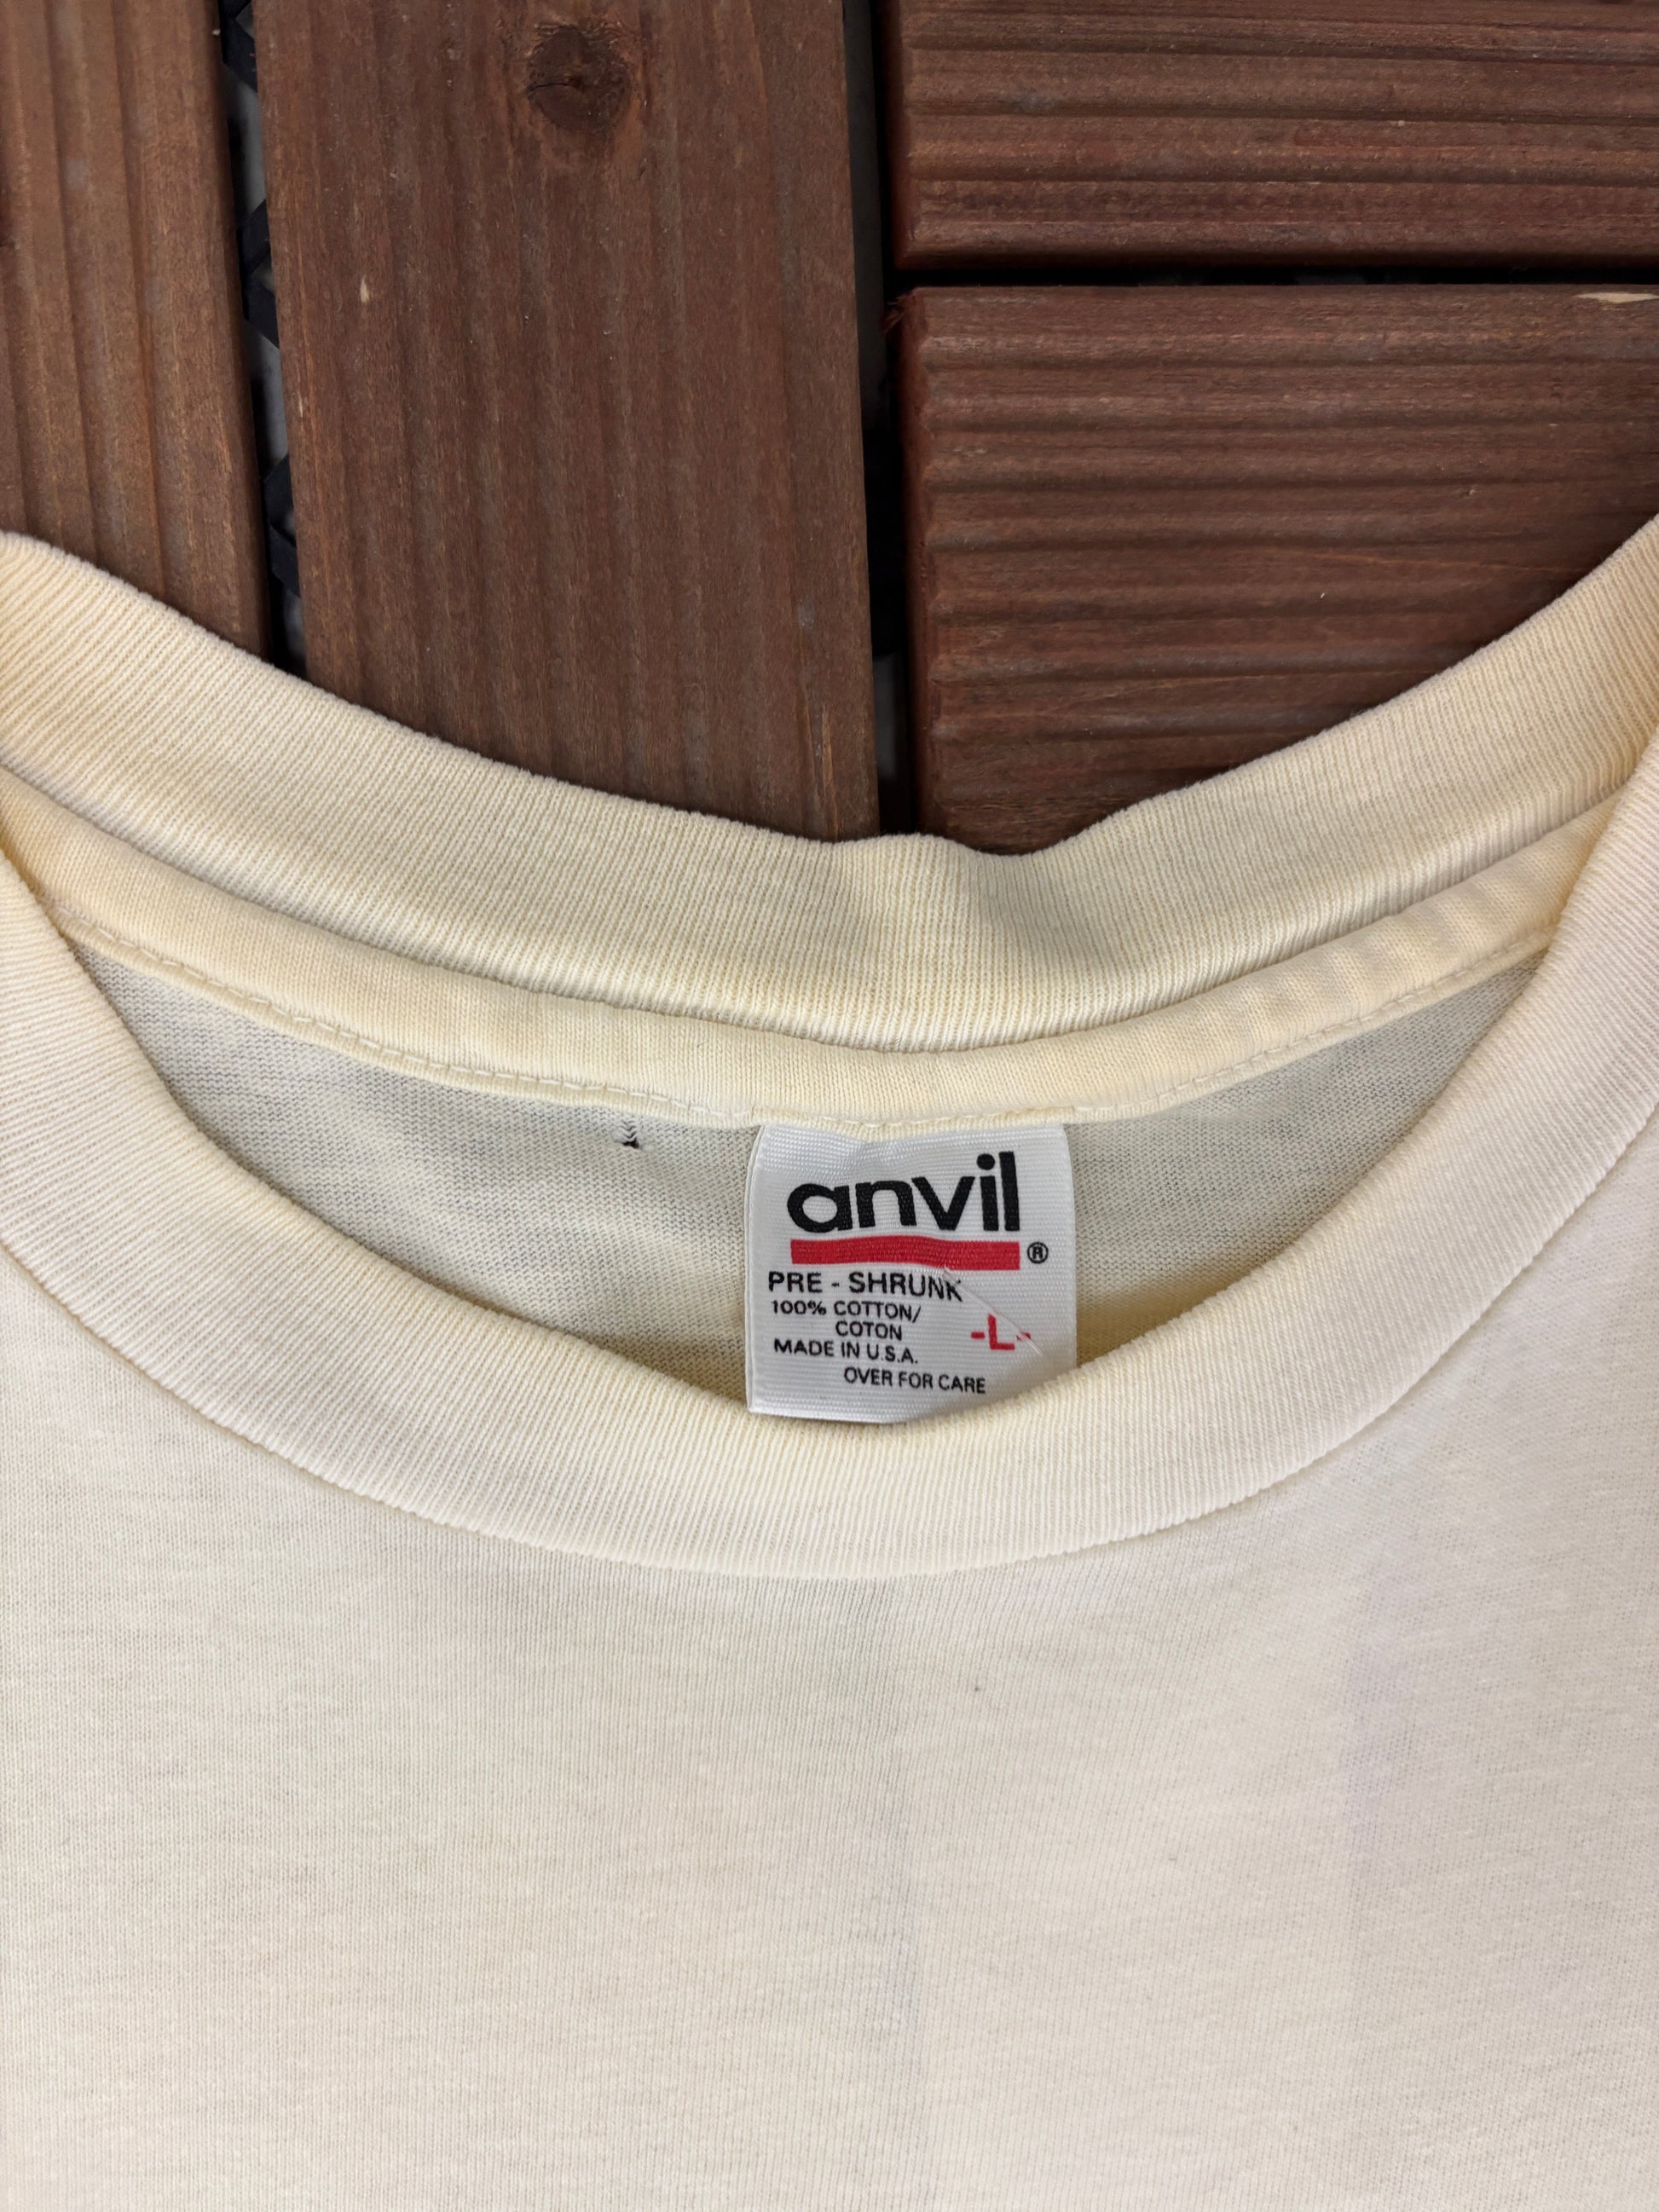 anvil
®
PRE - SHRUNK
100% COTTON/
COTON
-L-
MADE IN U.S.A.
OVER FOR CARE